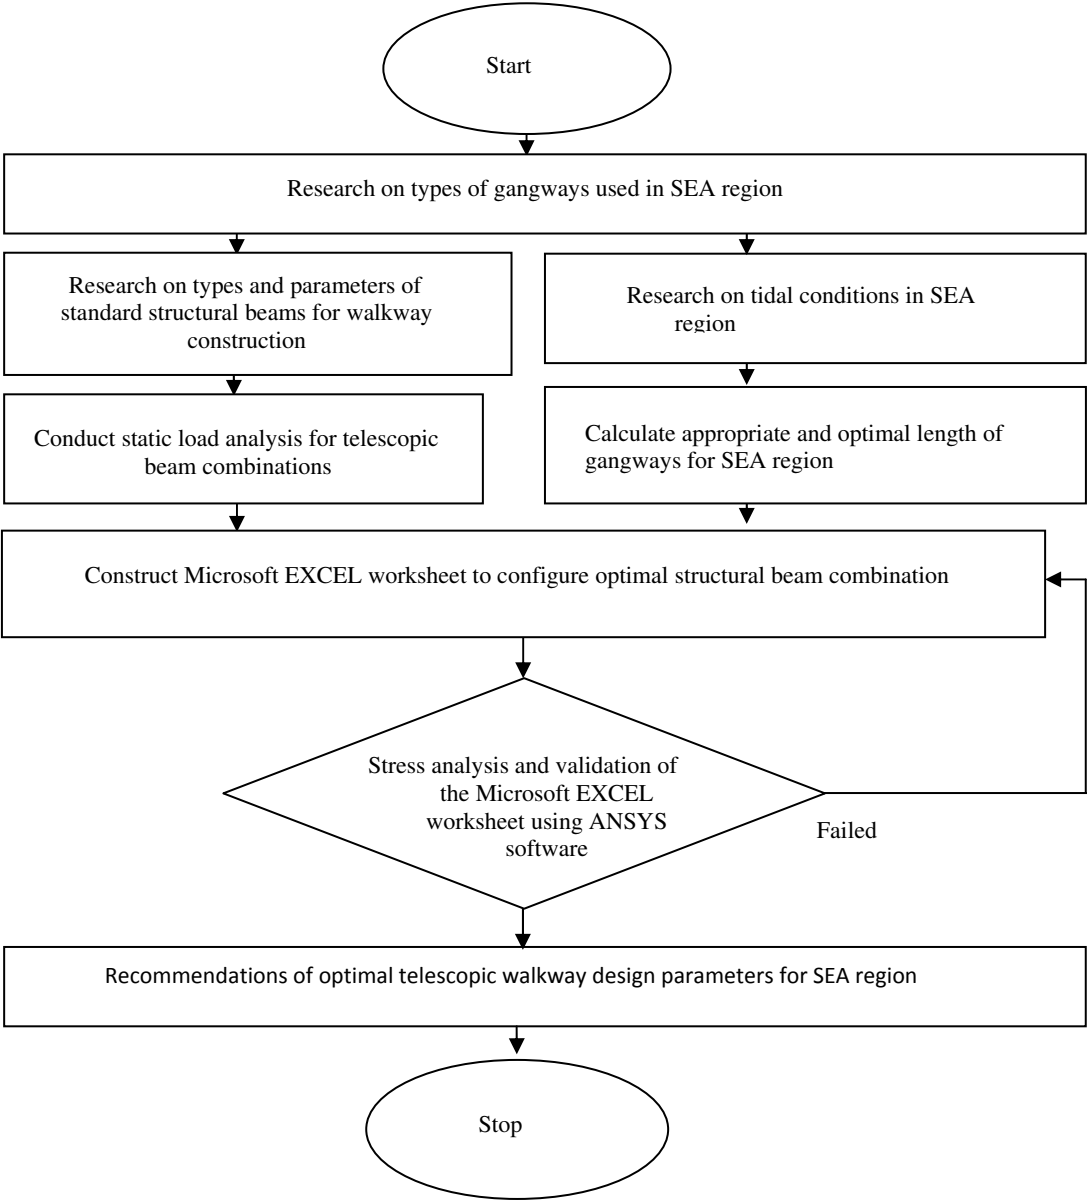 Start
Research on types of gangways used in SEA region
Research on types and parameters of
standard structural beams for walkway
construction
Research on tidal conditions in SEA
region
Conduct static load analysis for telescopic
beam combinations
Calculate appropriate and optimal length of
gangways for SEA region
Construct Microsoft EXCEL worksheet to configure optimal structural beam combination
Stress analysis and validation of
the Microsoft EXCEL
worksheet using ANSYS
software
Failed
Recommendations of optimal telescopic walkway design parameters for SEA region
Stop